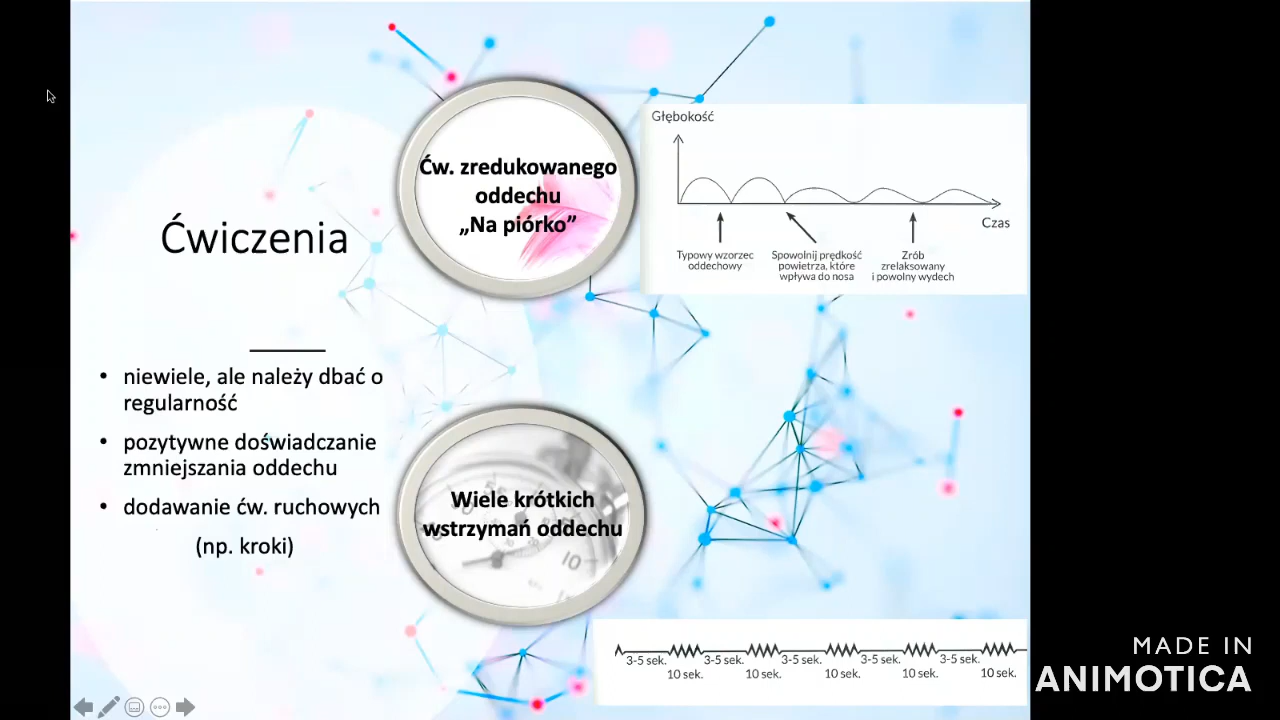 Ćwiczenia
niewiele, ale należy dbać o
regularność
pozytywne doświadczanie
zmniejszania oddechu
dodawanie ćw. ruchowych
(np. kroki)
Ćw. zredukowanego
oddechu
„Na piórko”
Głębokość
Czas
Typowy wzorzec
oddechowy
Spowolnij prędkość
powietrza, które
wpływa do nosa
Zrób
zrelaksowany
i powolny wydech
Wiele krótkich
wstrzymań oddechu
10
3-5 sek. 3-5 sek. 3-5 sek. 3-5 sek. 3-5 sek.
10 sek. 10 sek. 10 sek. 10 sek. 10 sek.
MADE IN
ANIMOTICA